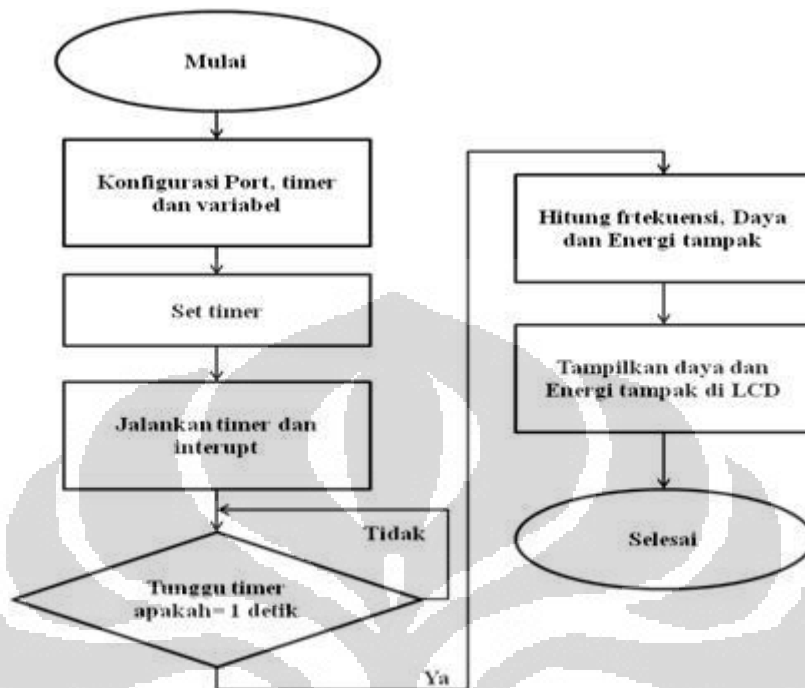 Mulai
Konfigurasi Port, timer
dan variabel
Set timer
Jalankan timer dan
interupt
Tidak
Tunggu timer
apakah= 1 detik
Ya
Hitung frtekuensi, Daya
dan Energi tampak
Tampilkan daya dan
Energi tampak di LCD
Selesai